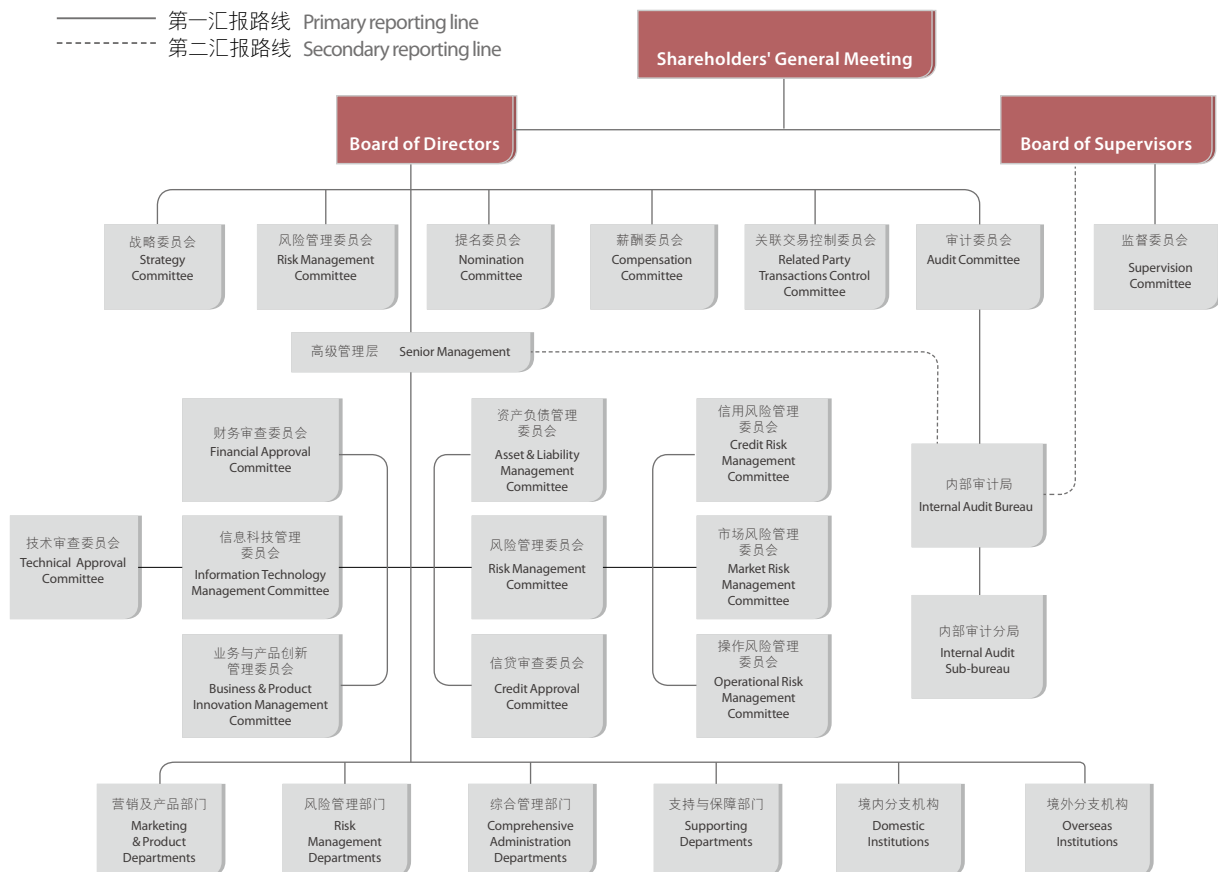 第一汇报路线 Primary reporting line
第二汇报路线 Secondary reporting line
Shareholders' General Meeting
Board of Directors
Board of Supervisors
战略委员会
Strategy
Committee
风险管理委员会
Risk Management
Committee
提名委员会
Nomination
Committee
薪酬委员会
Compensation
Committee
关联交易控制委员会
Related Party
Transactions Control
Committee
审计委员会
Audit Committee
监督委员会
Supervision
Committee
高级管理层 Senior Management
财务审查委员会
Financial Approval
Committee
资产负债管理
委员会
Asset & Liability
Management
Committee
信用风险管理
委员会
Credit Risk
Management
Committee
内部审计局
Internal Audit Bureau
技术审查委员会
Technical Approval
Committee
信息科技管理
委员会
Information Technology
Management Committee
风险管理委员会
Risk Management
Committee
市场风险管理
委员会
Market Risk
Management
Committee
内部审计分局
Internal Audit
Sub-bureau
业务与产品创新
管理委员会
Business & Product
Innovation Management
Committee
信贷审查委员会
Credit Approval
Committee
操作风险管理
委员会
Operational Risk
Management
Committee
营销及产品部门
Marketing
& Product
Departments
风险管理部门
Risk
Management
Departments
综合管理部门
Comprehensive
Administration
Departments
支持与保障部门
Supporting
Departments
境内分支机构
Domestic
Institutions
境外分支机构
Overseas
Institutions